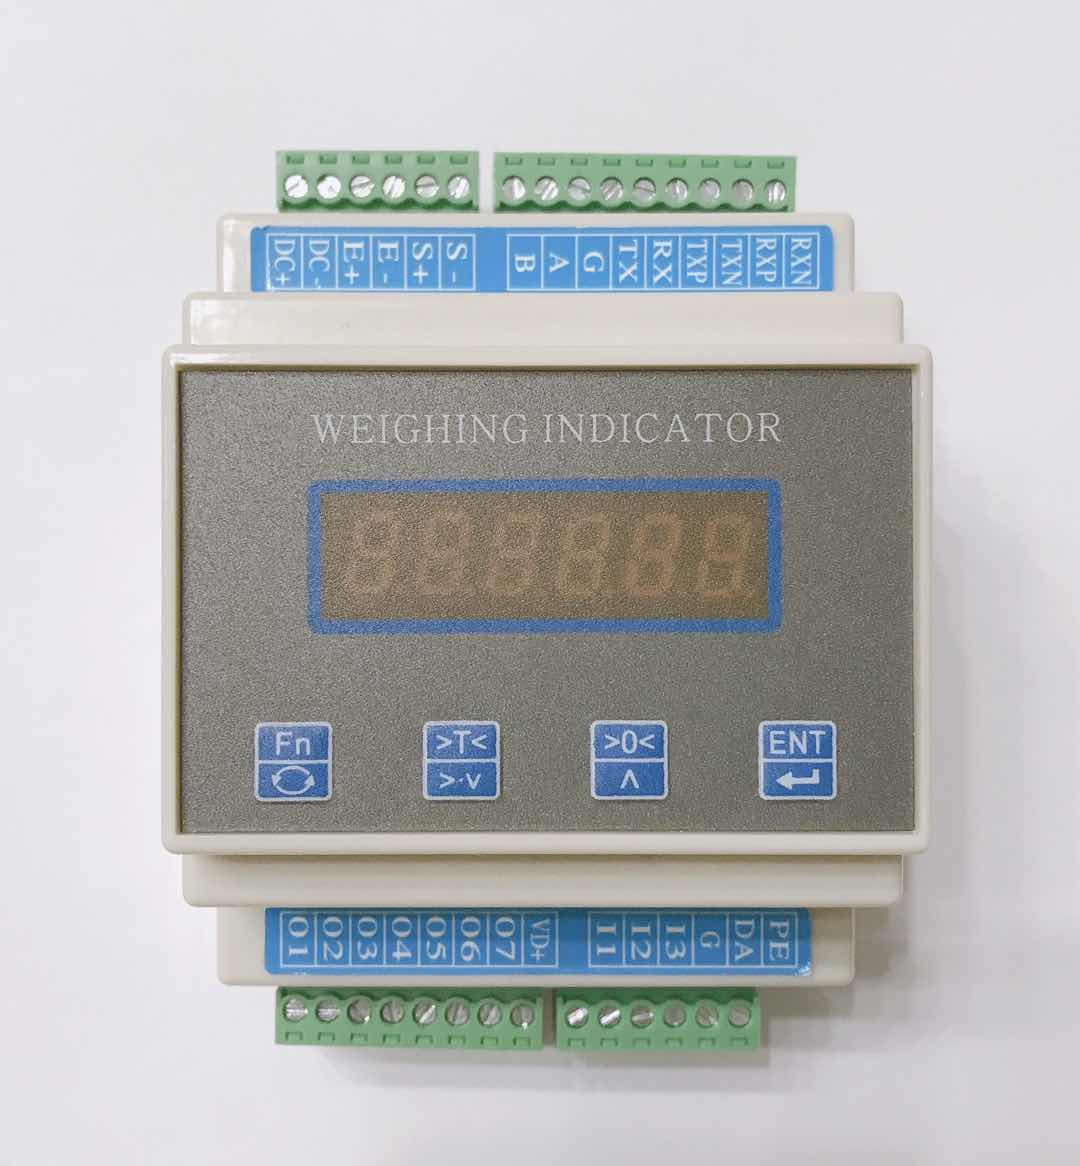 DC+ DC- E+ E- S+ S- B A G TX RX TXP TXN RXP RXN
WEIGHING INDICATOR
Fn >T< >0< ENT
O1 O2 O3 O4 O5 O6 O7 VD+ I1 I2 I3 G DA PE